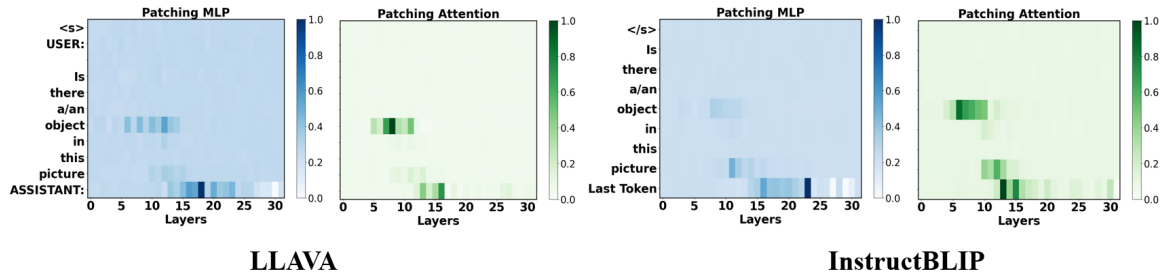 Patching MLP
<s>
USER:
Is
there
a/an
object
in
this
picture
ASSISTANT:
0 5 10 15 20 25 30
Layers
1.0
0.8
0.6
0.4
0.2
0.0
Patching Attention
0 5 10 15 20 25 30
Layers
1.0
0.8
0.6
0.4
0.2
0.0
LLAVA
Patching MLP
</s>
Is
there
a/an
object
in
this
picture
Last Token
0 5 10 15 20 25 30
Layers
1.0
0.8
0.6
0.4
0.2
0.0
Patching Attention
0 5 10 15 20 25 30
Layers
1.0
0.8
0.6
0.4
0.2
0.0
InstructBLIP